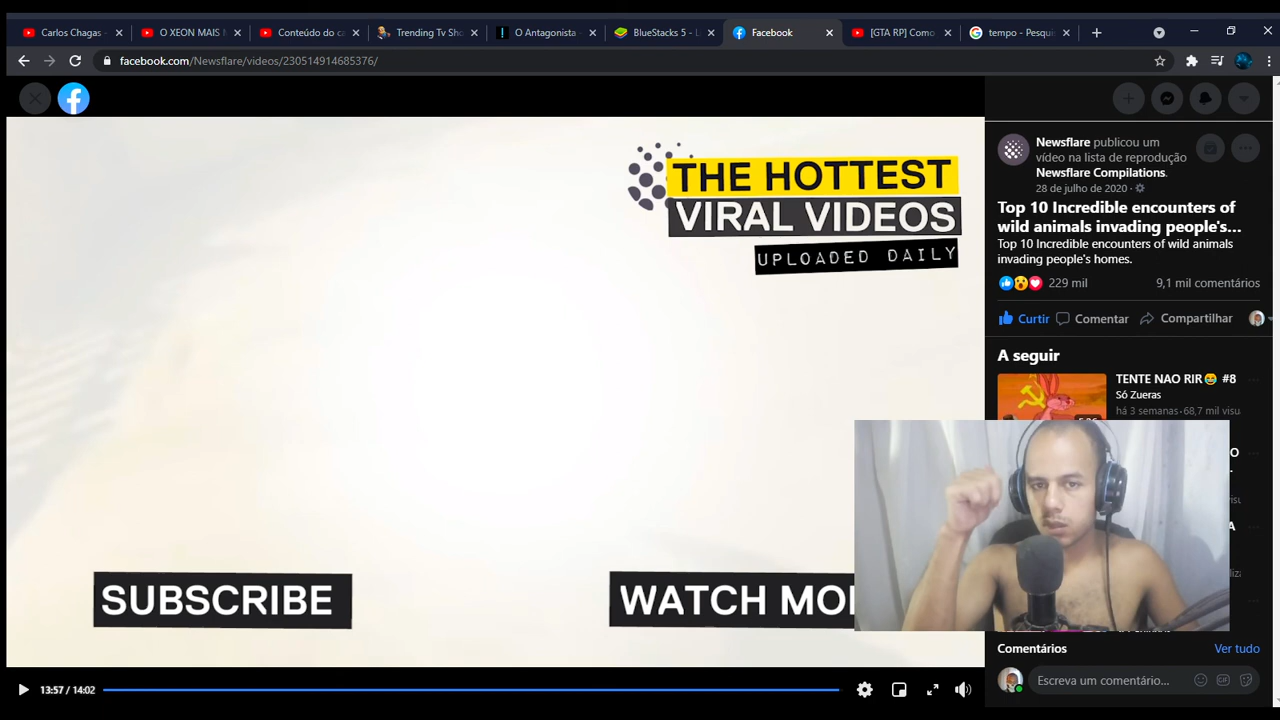 Carlos Chagas -
O XEON MAIS
Conteúdo do ca
Trending Tv Sho
O Antagonista -
BlueStacks 5 - L
Facebook
[GTA RP] Como
tempo - Pesqui
facebook.com/Newsflare/videos/230514914685376/
THE HOTTEST
VIRAL VIDEOS
UPLOADED DAILY
SUBSCRIBE
WATCH MO
13:57 / 14:02
Newsflare publicou um
vídeo na lista de reprodução
Newsflare Compilations.
28 de julho de 2020 ·
Top 10 Incredible encounters of
wild animals invading people's...
Top 10 Incredible encounters of wild animals
invading people's homes.
229 mil 9,1 mil comentários
Curtir Comentar Compartilhar
A seguir
TENTE NAO RIR😂 #8
Só Zueras
há 3 semanas · 68,7 mil visu
Comentários Ver tudo
Escreva um comentário...
GIF